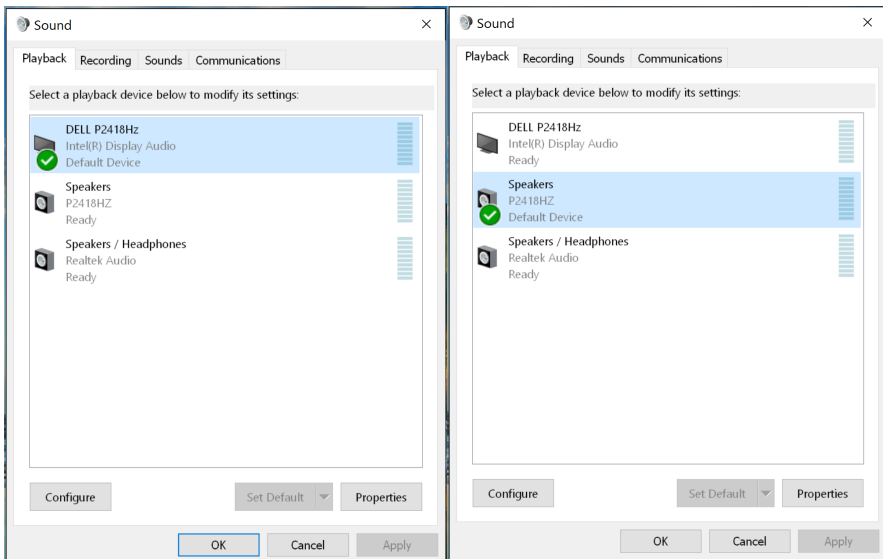 Sound
Playback Recording Sounds Communications
Select a playback device below to modify its settings:
DELL P2418Hz
Intel(R) Display Audio
Default Device
Speakers
P2418HZ
Ready
Speakers / Headphones
Realtek Audio
Ready
Configure Set Default Properties
OK Cancel Apply
Sound
Playback Recording Sounds Communications
Select a playback device below to modify its settings:
DELL P2418Hz
Intel(R) Display Audio
Ready
Speakers
P2418HZ
Default Device
Speakers / Headphones
Realtek Audio
Ready
Configure Set Default Properties
OK Cancel Apply